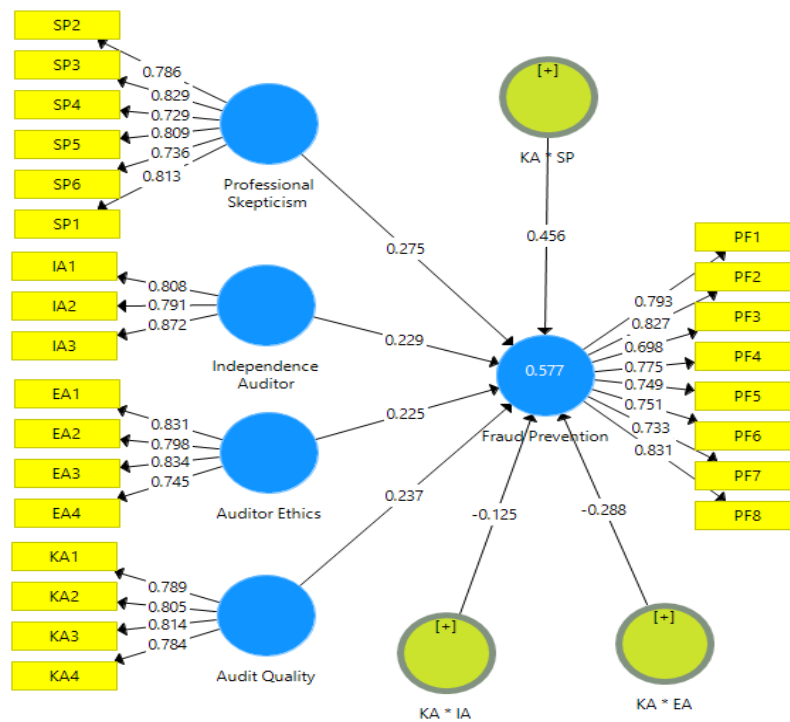 SP2
SP3
SP4
SP5
SP6
SP1
0.786
0.829
0.729
0.809
0.736
0.813
Professional
Skepticism
IA1
IA2
IA3
0.808
0.791
0.872
Independence
Auditor
EA1
EA2
EA3
EA4
0.831
0.798
0.834
0.745
Auditor Ethics
KA1
KA2
KA3
KA4
0.789
0.805
0.814
0.784
Audit Quality
[+]
KA * SP
0.456
0.275
0.229
0.225
0.237
0.577
Fraud Prevention
-0.125
-0.288
[+]
KA * IA
[+]
KA * EA
0.793
0.827
0.698
0.775
0.749
0.751
0.733
0.831
PF1
PF2
PF3
PF4
PF5
PF6
PF7
PF8